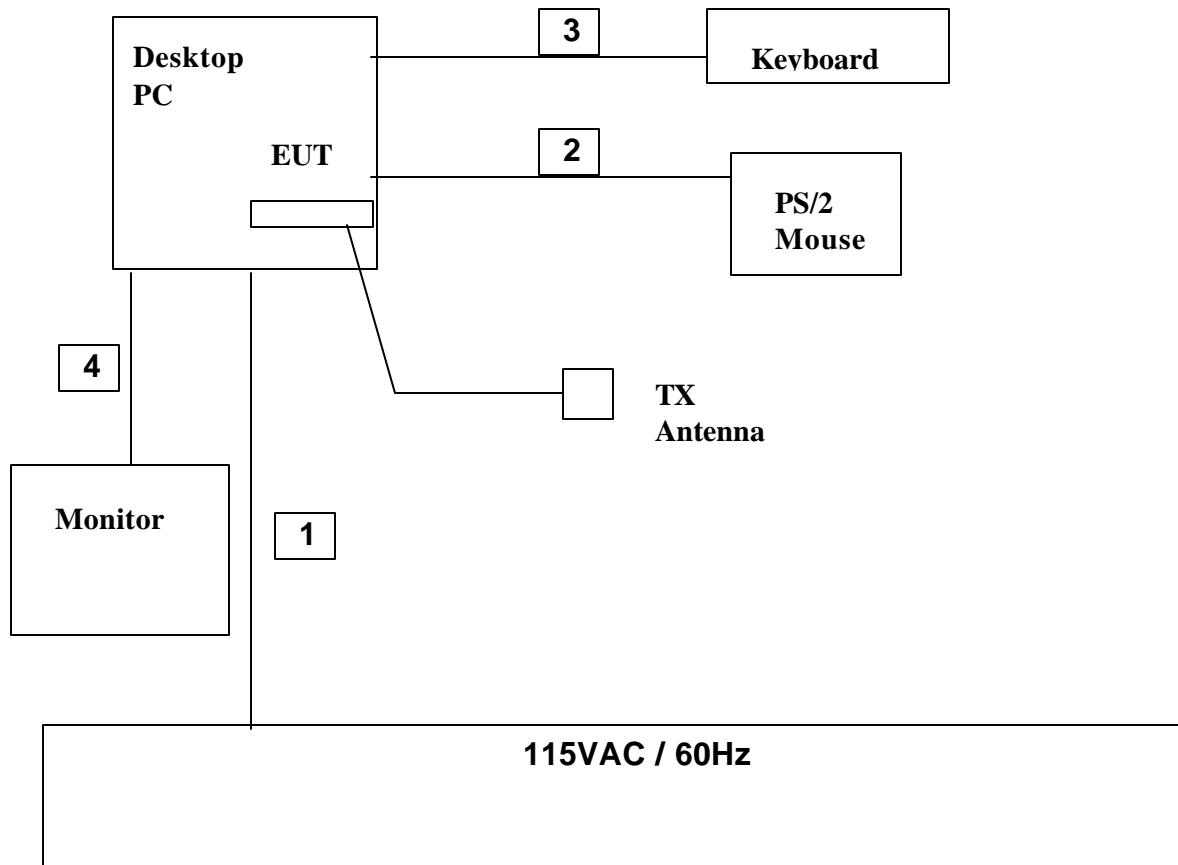 3
Desktop
PC
Keyboard
2
EUT
PS/2
Mouse
4
TX
Antenna
Monitor
1
115VAC / 60Hz